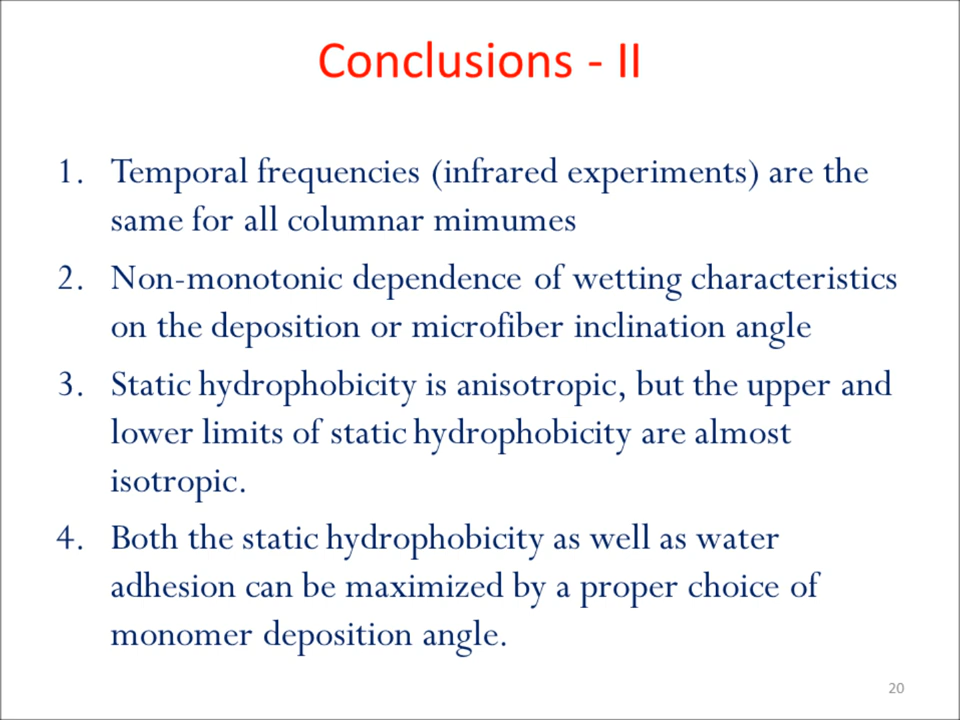 Conclusions - II
1. Temporal frequencies (infrared experiments) are the
same for all columnar mimumes
2. Non-monotonic dependence of wetting characteristics
on the deposition or microfiber inclination angle
3. Static hydrophobicity is anisotropic, but the upper and
lower limits of static hydrophobicity are almost
isotropic.
4. Both the static hydrophobicity as well as water
adhesion can be maximized by a proper choice of
monomer deposition angle.
20